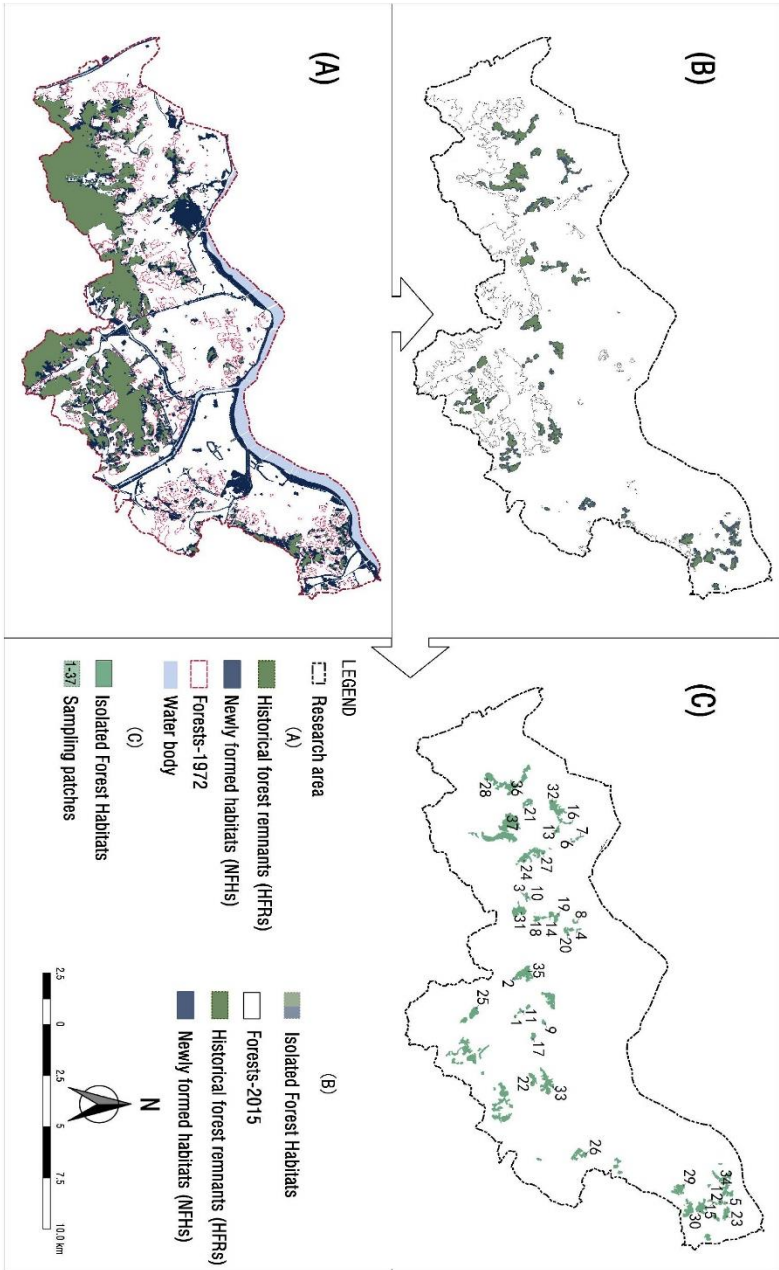 (A)
(B)
LEGEND
Research area
(A)
Historical forest remnants (HFRs)
Newly formed habitats (NFHs)
Forests-1972
Water body
(C)
Isolated Forest Habitats
1-37 Sampling patches
(B)
Isolated Forest Habitats
Forests-2015
Historical forest remnants (HFRs)
Newly formed habitats (NFHs)
N
2.5 0 2.5 5 7.5 10.0 km
(C)
32
16
7
6
13
36
28
21
37
27
24
3
10
19
8
4
20
14
18
31
35
2
25
11
1
9
17
22
33
26
34
12
5
23
15
29
30